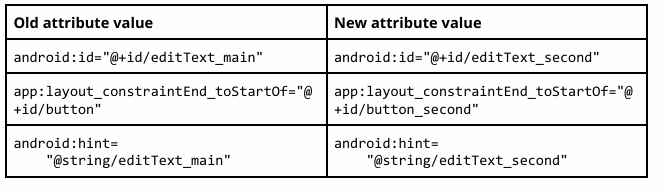 Old attribute value New attribute value
android:id="@+id/editText_main" android:id="@+id/editText_second"
app:layout_constraintEnd_toStartOf="@ app:layout_constraintEnd_toStartOf="@
+id/button" +id/button_second"
android:hint= android:hint=
"@string/editText_main" "@string/editText_second"